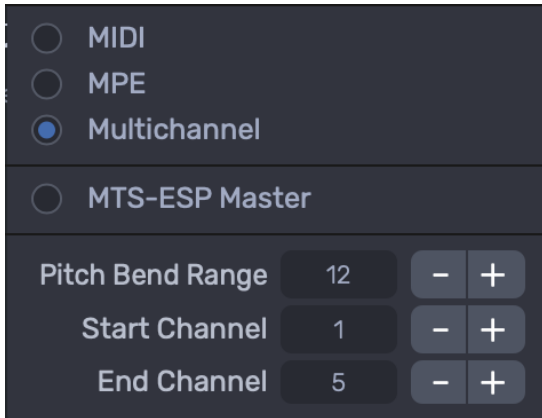 MIDI
MPE
Multichannel
MTS-ESP Master
Pitch Bend Range 12 - +
Start Channel 1 - +
End Channel 5 - +